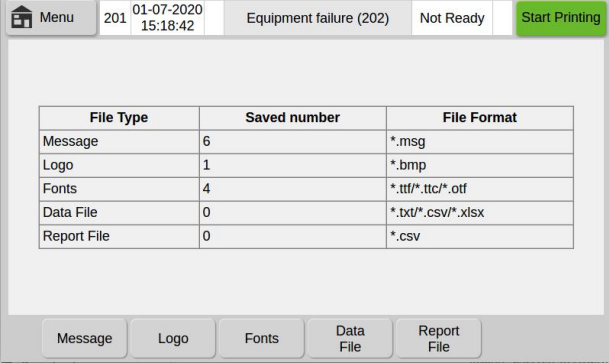 Menu 201 01-07-2020 15:18:42 Equipment failure (202) Not Ready Start Printing
File Type Saved number File Format
Message 6 *.msg
Logo 1 *.bmp
Fonts 4 *.ttf/*.ttc/*.otf
Data File 0 *.txt/*.csv/*.xlsx
Report File 0 *.csv
Message Logo Fonts Data File Report File